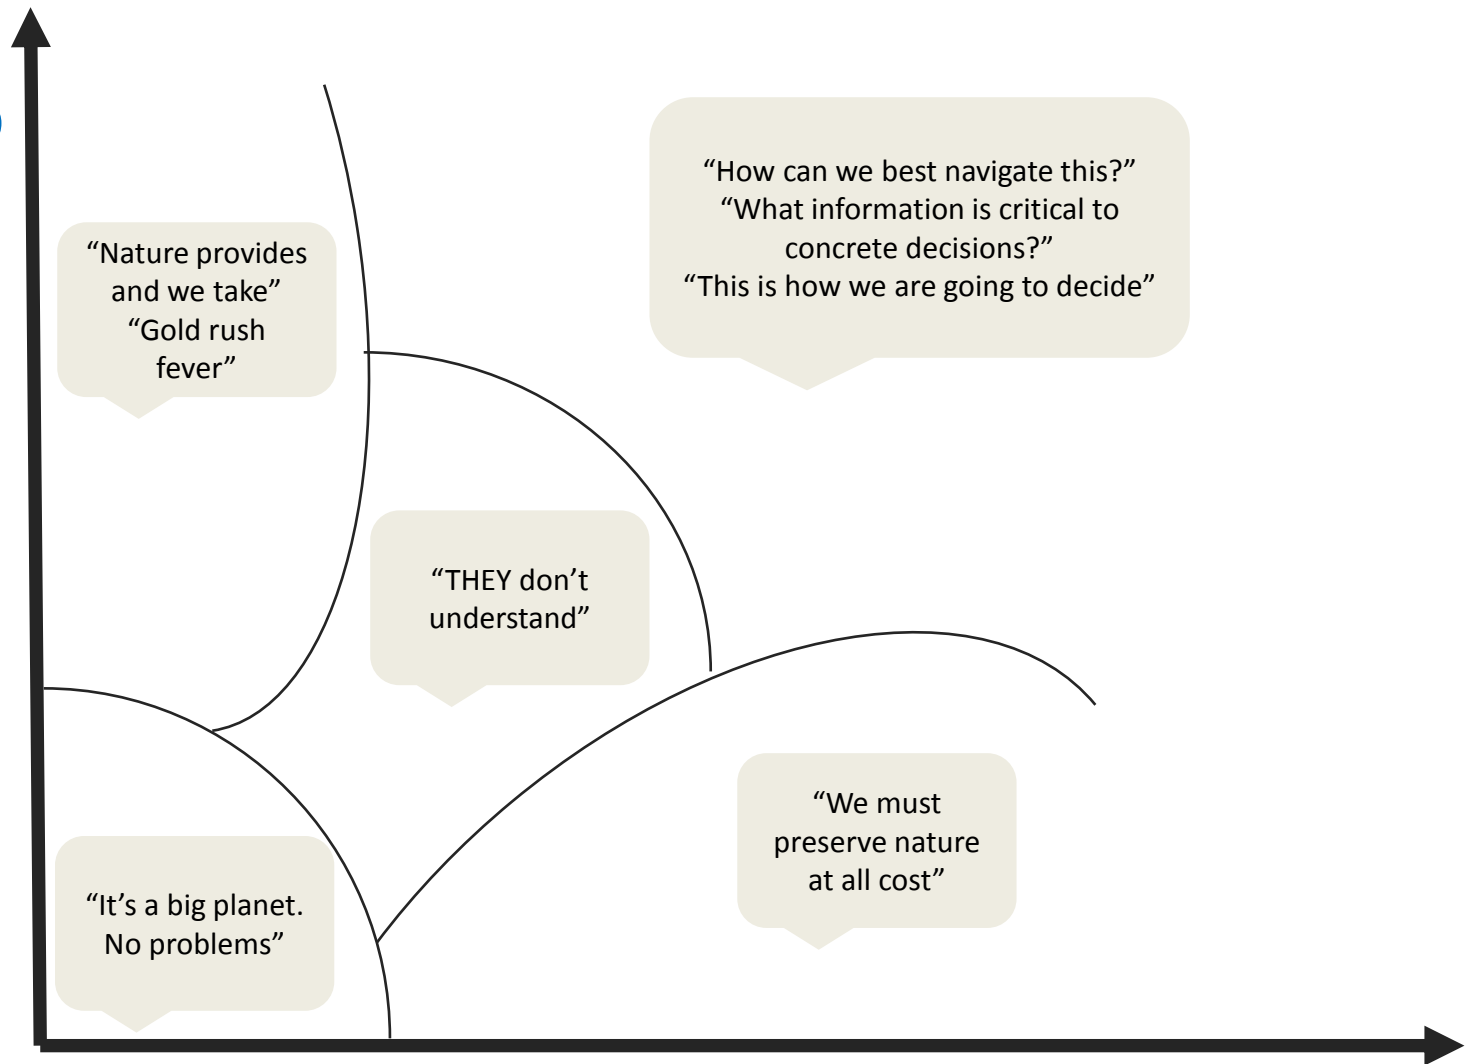 “How can we best navigate this?”
“What information is critical to
concrete decisions?”
“This is how we are going to decide”
“Nature provides
and we take”
“Gold rush
fever”
“THEY don’t
understand”
“We must
preserve nature
at all cost”
“It’s a big planet.
No problems”